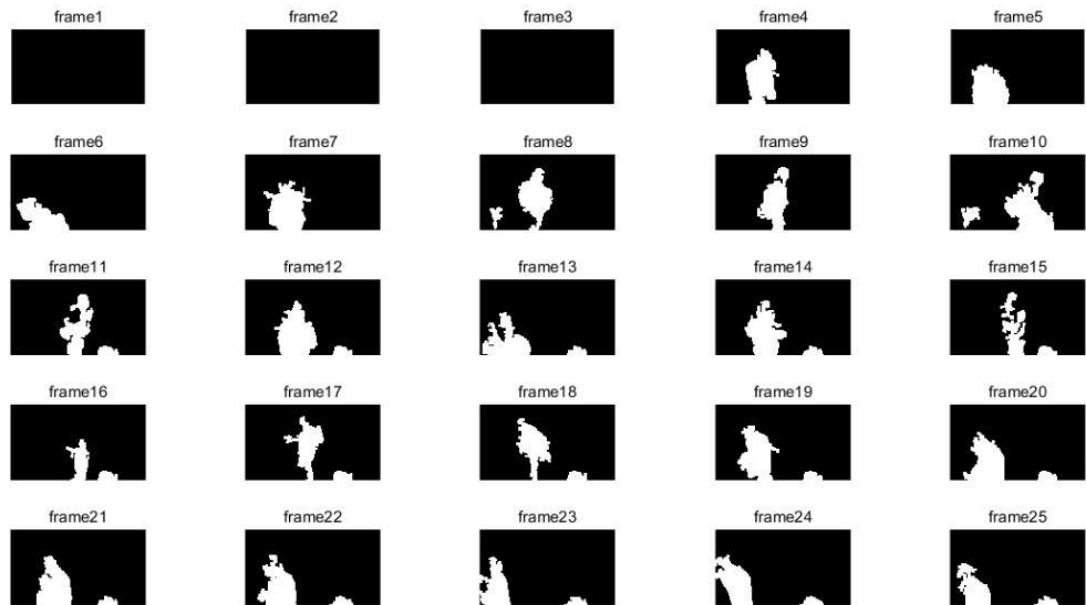 frame1 frame2 frame3 frame4 frame5
frame6 frame7 frame8 frame9 frame10
frame11 frame12 frame13 frame14 frame15
frame16 frame17 frame18 frame19 frame20
frame21 frame22 frame23 frame24 frame25